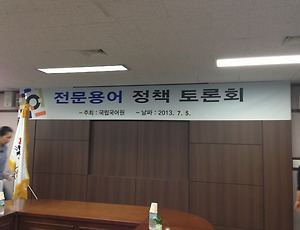 전문용어 정책 토론회
- 주최 : 국립국어원 - 날짜 : 2013. 7. 5.